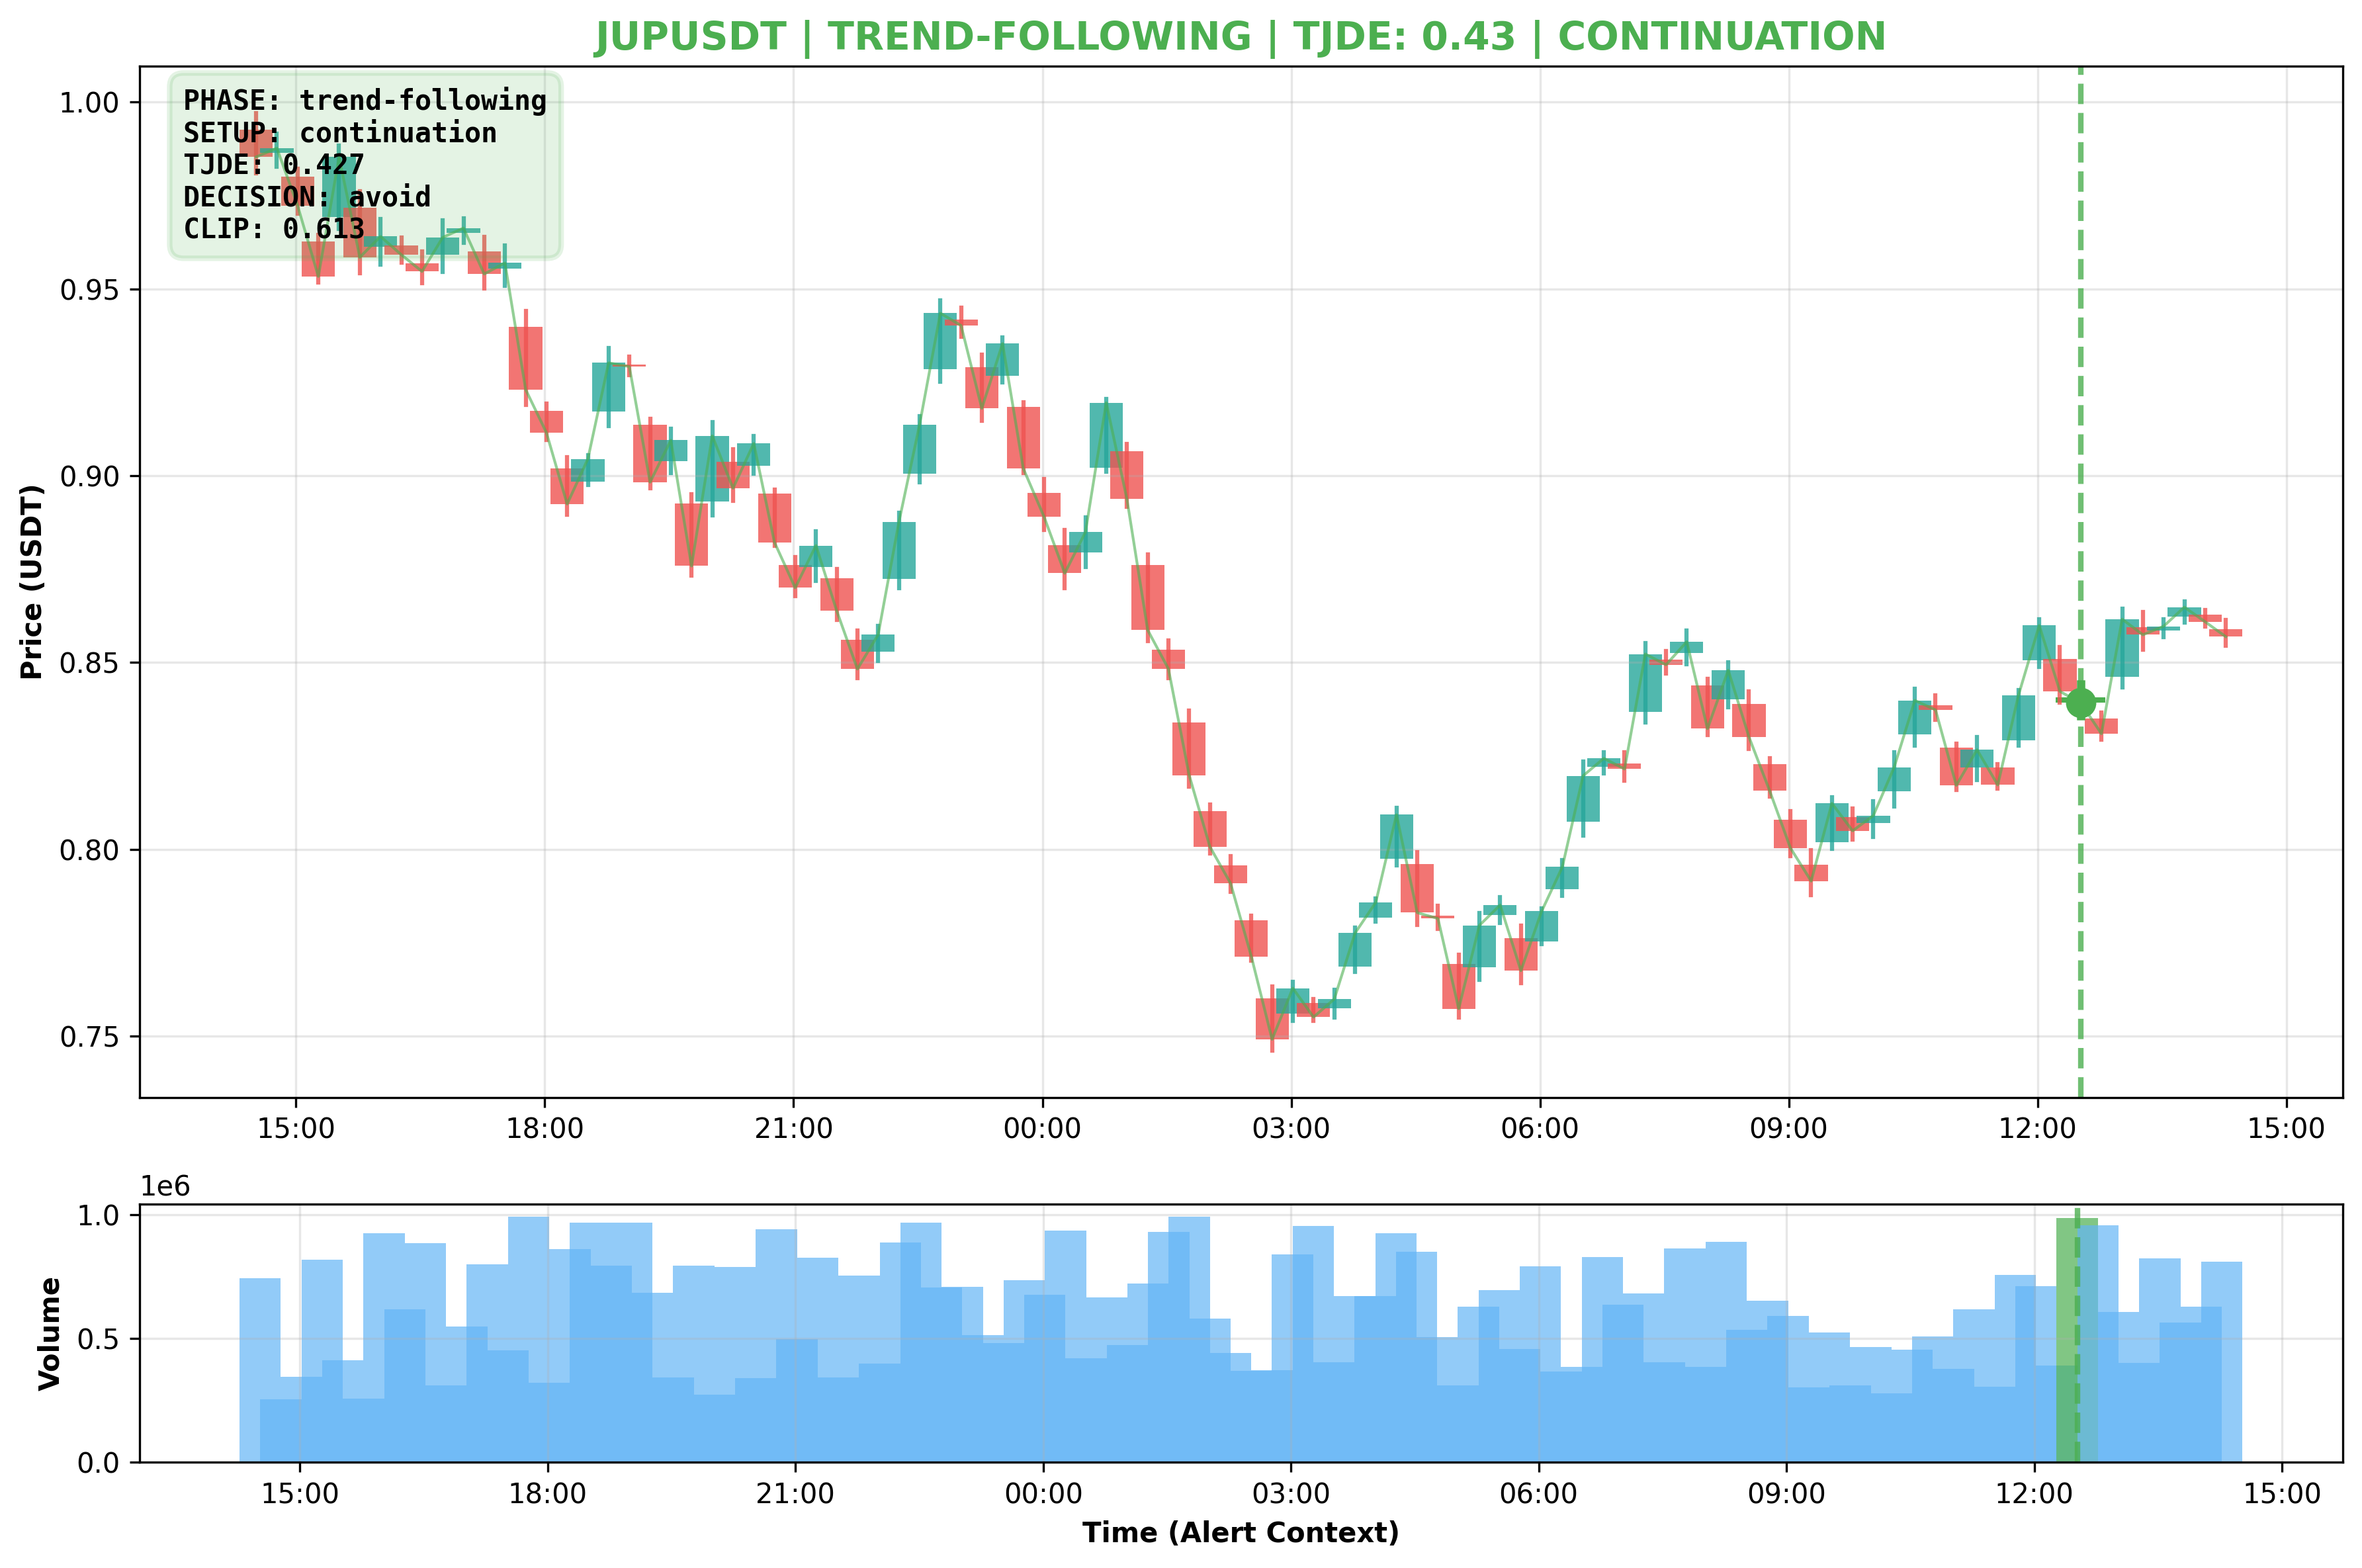 JUPUSDT | TREND-FOLLOWING | TJDE: 0.43 | CONTINUATION
PHASE: trend-following
SETUP: continuation
TJDE: 0.427
DECISION: avoid
CLIP: 0.613
Price (USDT)
1.00
0.95
0.90
0.85
0.80
0.75
15:00 18:00 21:00 00:00 03:00 06:00 09:00 12:00 15:00
1e6
Volume
1.0
0.5
0.0
15:00 18:00 21:00 00:00 03:00 06:00 09:00 12:00 15:00
Time (Alert Context)